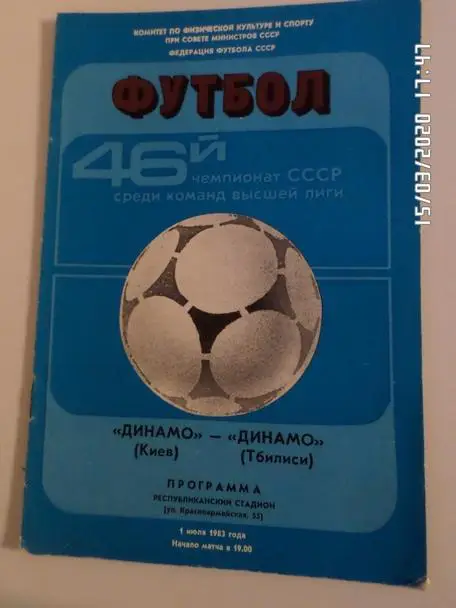 КОМИТЕТ ПО ФИЗИЧЕСКОЙ КУЛЬТУРЕ И СПОРТУ
ПРИ СОВЕТЕ МИНИСТРОВ СССР
ФЕДЕРАЦИЯ ФУТБОЛА СССР
ФУТБОЛ
46й
чемпионат СССР
среди команд высшей лиги
«ДИНАМО» — «ДИНАМО»
(Киев) (Тбилиси)
ПРОГРАММА
РЕСПУБЛИКАНСКИЙ СТАДИОН
(ул. Красноармейская, 55)
1 июля 1983 года
Начало матча в 19.00
15/03/2020 17:47